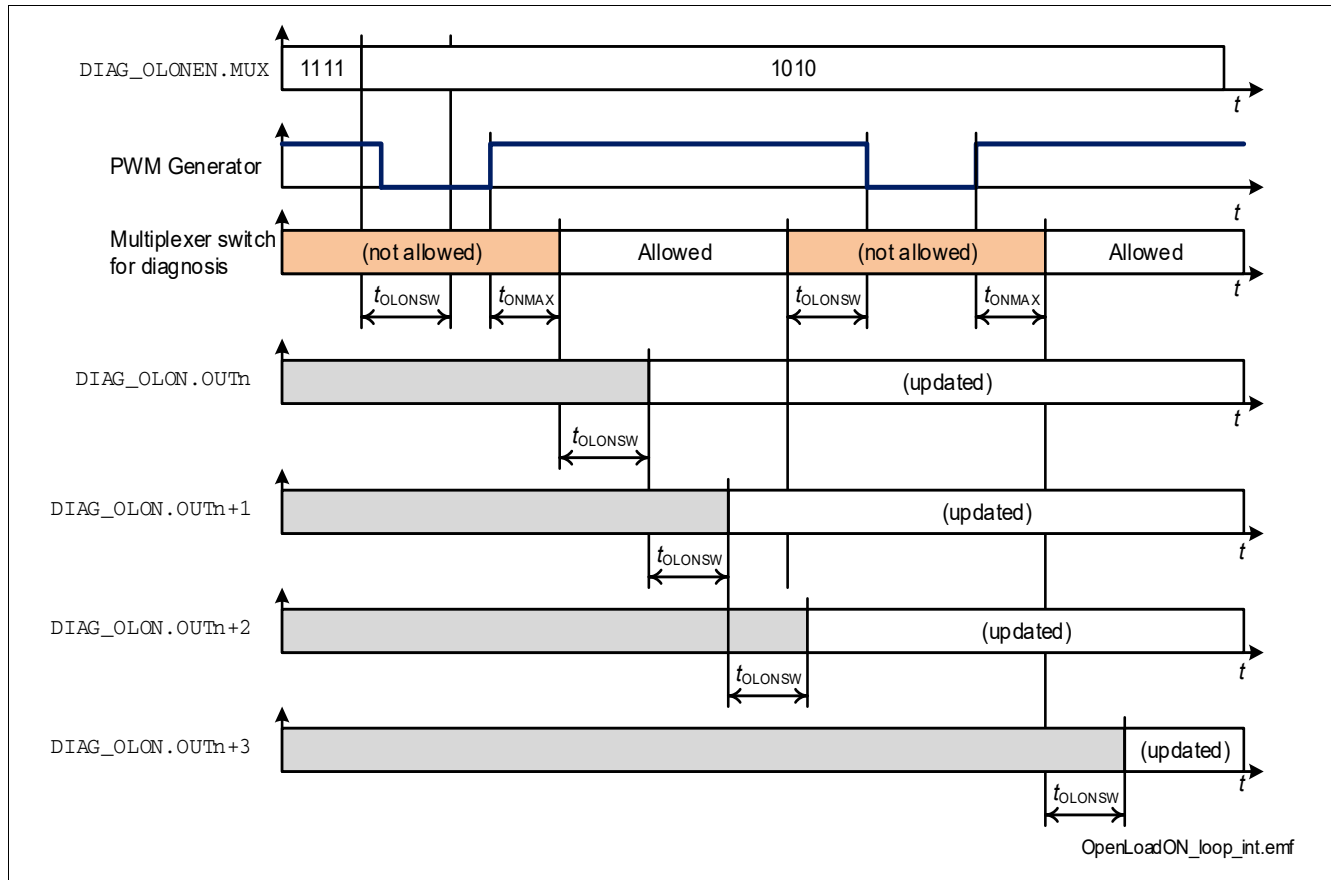 DIAG_OLONEN.MUX
1111
1010
t
PWM Generator
t
Multiplexer switch
for diagnosis
(not allowed)
Allowed
(not allowed)
Allowed
tOLONSW
tONMAX
tOLONSW
tONMAX
DIAG_OLON.OUTn
(updated)
t
tOLONSW
DIAG_OLON.OUTn+1
(updated)
t
tOLONSW
DIAG_OLON.OUTn+2
(updated)
t
tOLONSW
DIAG_OLON.OUTn+3
(updated)
t
tOLONSW
OpenLoadON_loop_int.emf